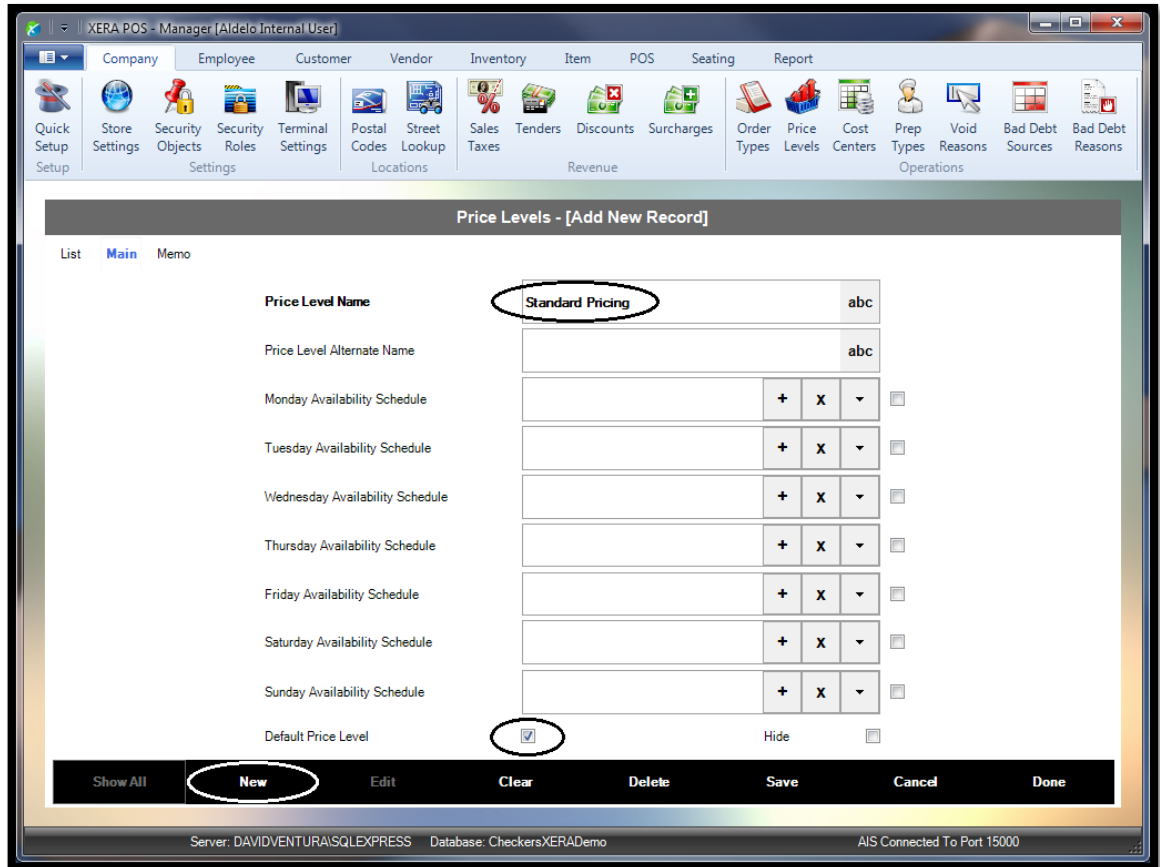 XERA POS - Manager [Aldelo Internal User]
Company Employee Customer Vendor Inventory Item POS Seating Report
Quick Store Security Security Terminal Postal Street Sales Tenders Discounts Surcharges Order Price Cost Prep Void Bad Debt Bad Debt
Setup Settings Objects Roles Settings Codes Lookup Taxes Types Levels Centers Types Reasons Sources Reasons
Setup Settings Locations Revenue Operations
Price Levels - [Add New Record]
List Main Memo
Price Level Name Standard Pricing abc
Price Level Alternate Name abc
Monday Availability Schedule + x
Tuesday Availability Schedule + x
Wednesday Availability Schedule + x
Thursday Availability Schedule + x
Friday Availability Schedule + x
Saturday Availability Schedule + x
Sunday Availability Schedule + x
Default Price Level Hide
Show All New Edit Clear Delete Save Cancel Done
Server: DAVIDVENTURA\SQLEXPRESS Database: CheckersXERADemo AIS Connected To Port 15000